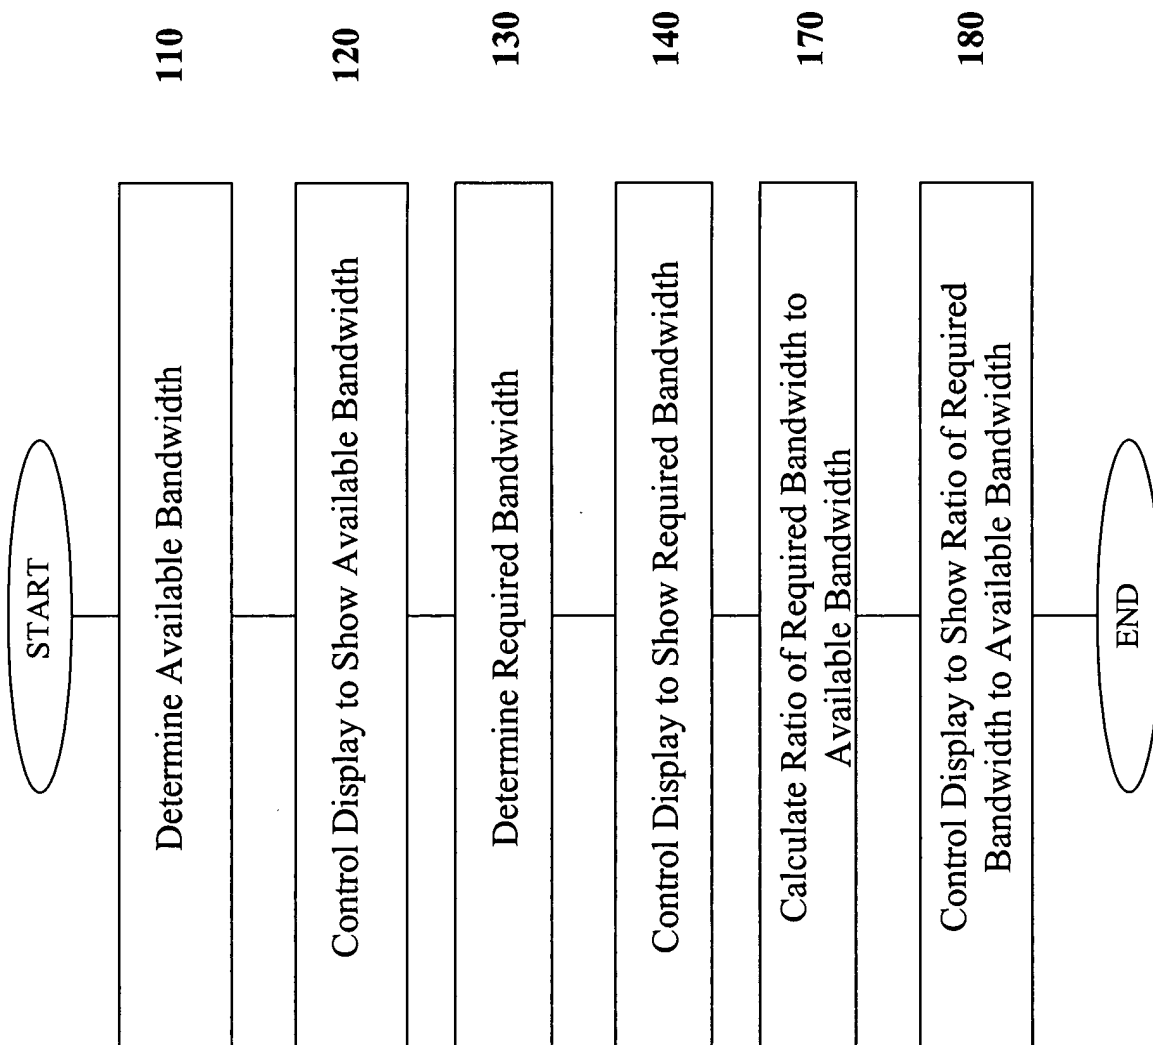 START
Determine Available Bandwidth
110
Control Display to Show Available Bandwidth
120
Determine Required Bandwidth
130
Control Display to Show Required Bandwidth
140
Calculate Ratio of Required Bandwidth to
Available Bandwidth
170
Control Display to Show Ratio of Required
Bandwidth to Available Bandwidth
180
END